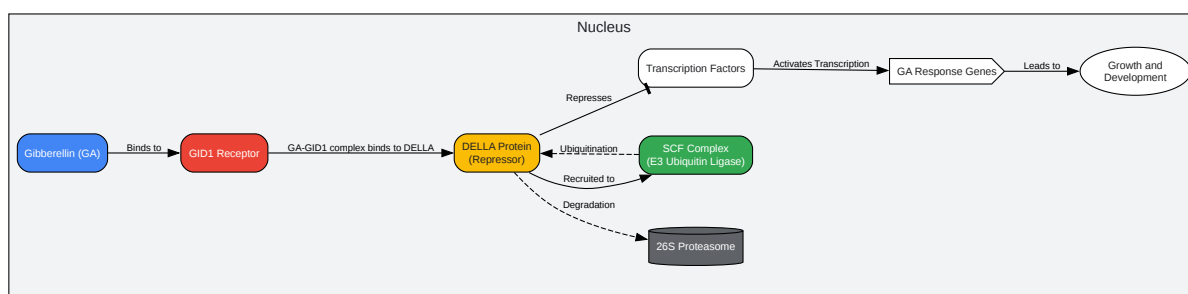 Nucleus
Transcription Factors
Activates Transcription
GA Response Genes
Leads to
Growth and
Development
Represses
Gibberellin (GA)
Binds to
GID1 Receptor
GA-GID1 complex binds to DELLA
DELLA Protein
(Repressor)
Ubiquitination
SCF Complex
(E3 Ubiquitin Ligase)
Recruited to
Degradation
26S Proteasome